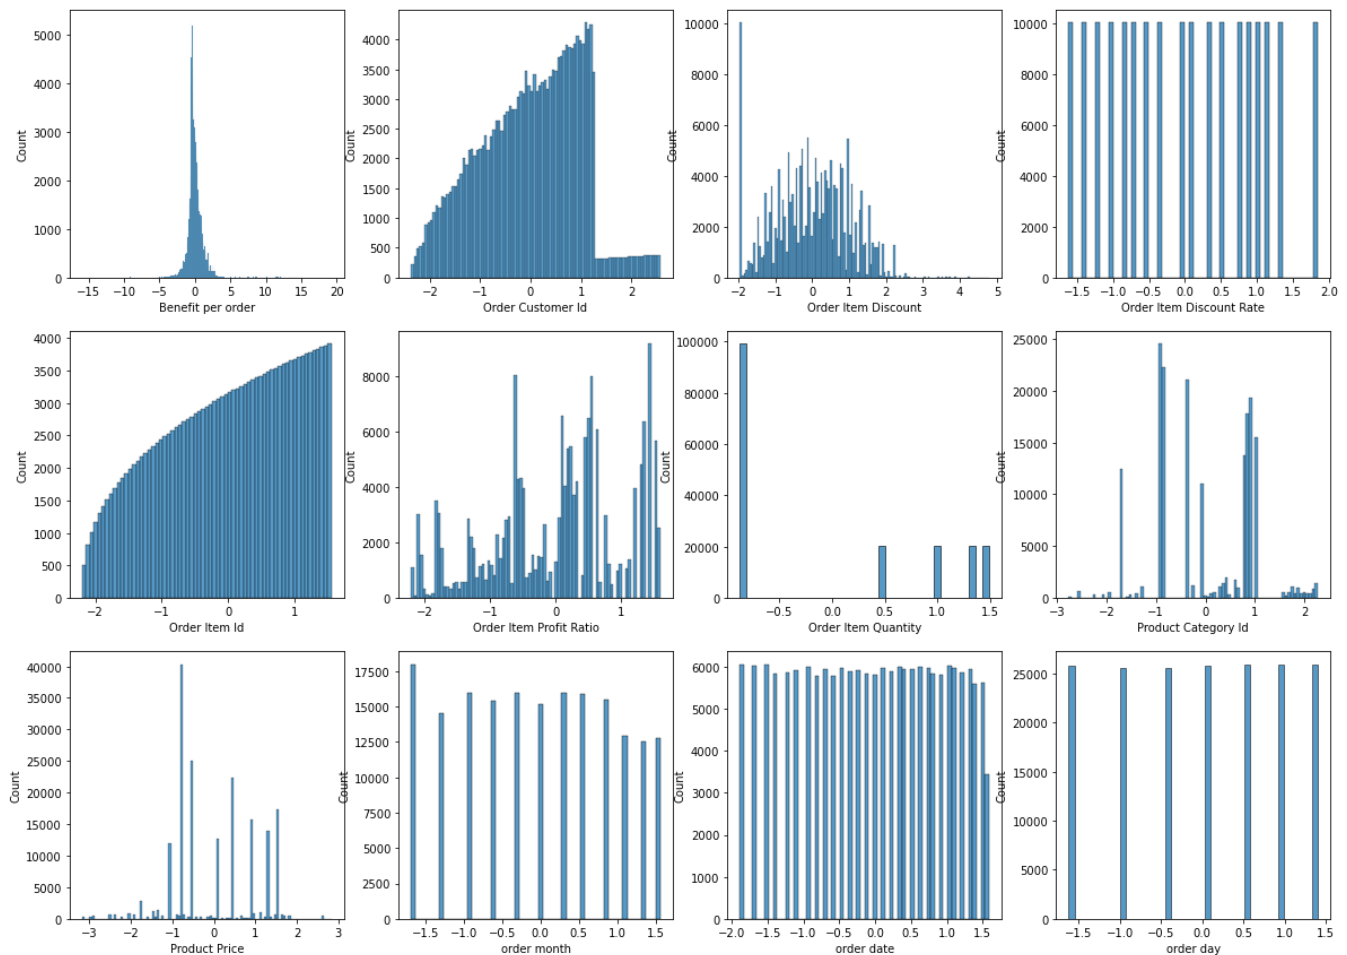 5000
4000
3000
2000
1000
0
Count
−15 −10 −5 0 5 10 15 20
Benefit per order
4000
3500
3000
2500
2000
1500
1000
500
0
Count
−2 −1 0 1 2
Order Customer Id
10000
8000
6000
4000
2000
0
Count
−2 −1 0 1 2 3 4 5
Order Item Discount
10000
8000
6000
4000
2000
0
Count
−1.5 −1.0 −0.5 0.0 0.5 1.0 1.5 2.0
Order Item Discount Rate
4000
3500
3000
2500
2000
1500
1000
500
0
Count
−2 −1 0 1
Order Item Id
8000
6000
4000
2000
0
Count
−2 −1 0 1
Order Item Profit Ratio
100000
80000
60000
40000
20000
0
Count
−0.5 0.0 0.5 1.0 1.5
Order Item Quantity
25000
20000
15000
10000
5000
0
Count
−3 −2 −1 0 1 2
Product Category Id
40000
35000
30000
25000
20000
15000
10000
5000
0
Count
−3 −2 −1 0 1 2 3
Product Price
17500
15000
12500
10000
7500
5000
2500
0
Count
−1.5 −1.0 −0.5 0.0 0.5 1.0 1.5
order month
6000
5000
4000
3000
2000
1000
0
Count
−2.0 −1.5 −1.0 −0.5 0.0 0.5 1.0 1.5
order date
25000
20000
15000
10000
5000
0
Count
−1.5 −1.0 −0.5 0.0 0.5 1.0 1.5
order day